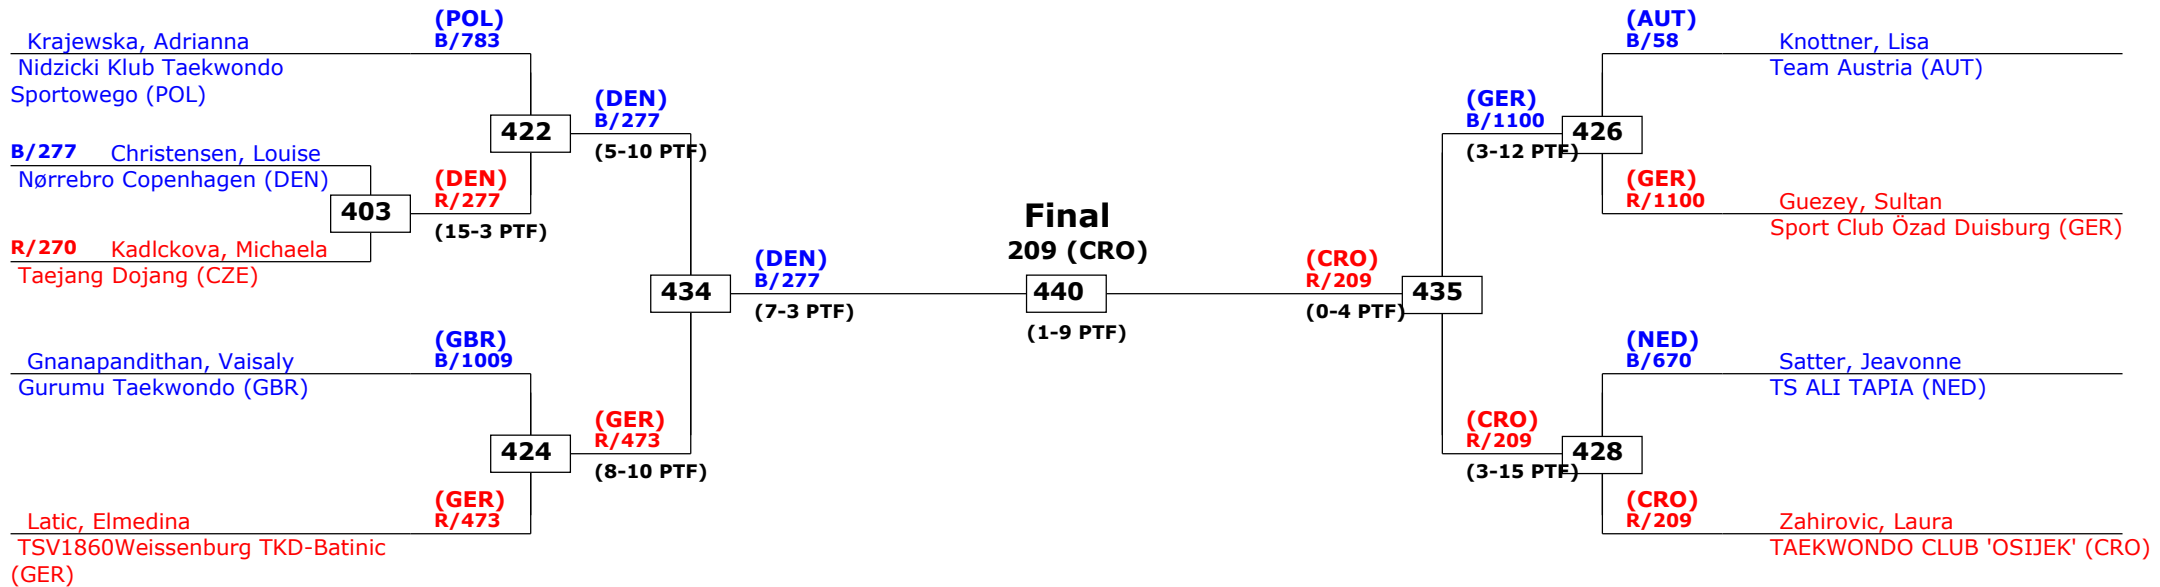 (POL)
Krajewska, Adrianna B/783
Nidzicki Klub Taekwondo
Sportowego (POL)
B/277 Christensen, Louise
Nørrebro Copenhagen (DEN)
403
R/270 Kadlckova, Michaela
Taejang Dojang (CZE)
(DEN)
R/277
(15-3 PTF)
422
(DEN)
B/277
(5-10 PTF)
(GBR)
Gnanapandithan, Vaisaly B/1009
Gurumu Taekwondo (GBR)
424
(GER)
R/473
(8-10 PTF)
(GER)
Latic, Elmedina R/473
TSV1860Weissenburg TKD-Batinic
(GER)
434
(DEN)
B/277
(7-3 PTF)
Final
209 (CRO)
440
(1-9 PTF)
(CRO)
R/209
(0-4 PTF)
435
(GER)
B/1100
(3-12 PTF)
426
(AUT)
B/58 Knottner, Lisa
Team Austria (AUT)
(GER)
R/1100 Guezey, Sultan
Sport Club Özad Duisburg (GER)
(CRO)
R/209
(3-15 PTF)
428
(NED)
B/670 Satter, Jeavonne
TS ALI TAPIA (NED)
(CRO)
R/209 Zahirovic, Laura
TAEKWONDO CLUB 'OSIJEK' (CRO)